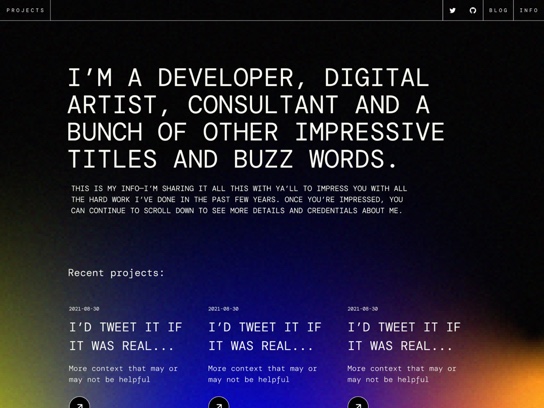 PROJECTS
BLOG
INFO
I’M A DEVELOPER, DIGITAL
ARTIST, CONSULTANT AND A
BUNCH OF OTHER IMPRESSIVE
TITLES AND BUZZ WORDS.
THIS IS MY INFO—I’M SHARING IT ALL THIS WITH YA’LL TO IMPRESS YOU WITH ALL
THE HARD WORK I’VE DONE IN THE PAST FEW YEARS. ONCE YOU’RE IMPRESSED, YOU
CAN CONTINUE TO SCROLL DOWN TO SEE MORE DETAILS AND CREDENTIALS ABOUT ME.
Recent projects:
2021-08-30
I’D TWEET IT IF
IT WAS REAL...
More context that may or
may not be helpful
2021-08-30
I’D TWEET IT IF
IT WAS REAL...
More context that may or
may not be helpful
2021-08-30
I’D TWEET IT IF
IT WAS REAL...
More context that may or
may not be helpful